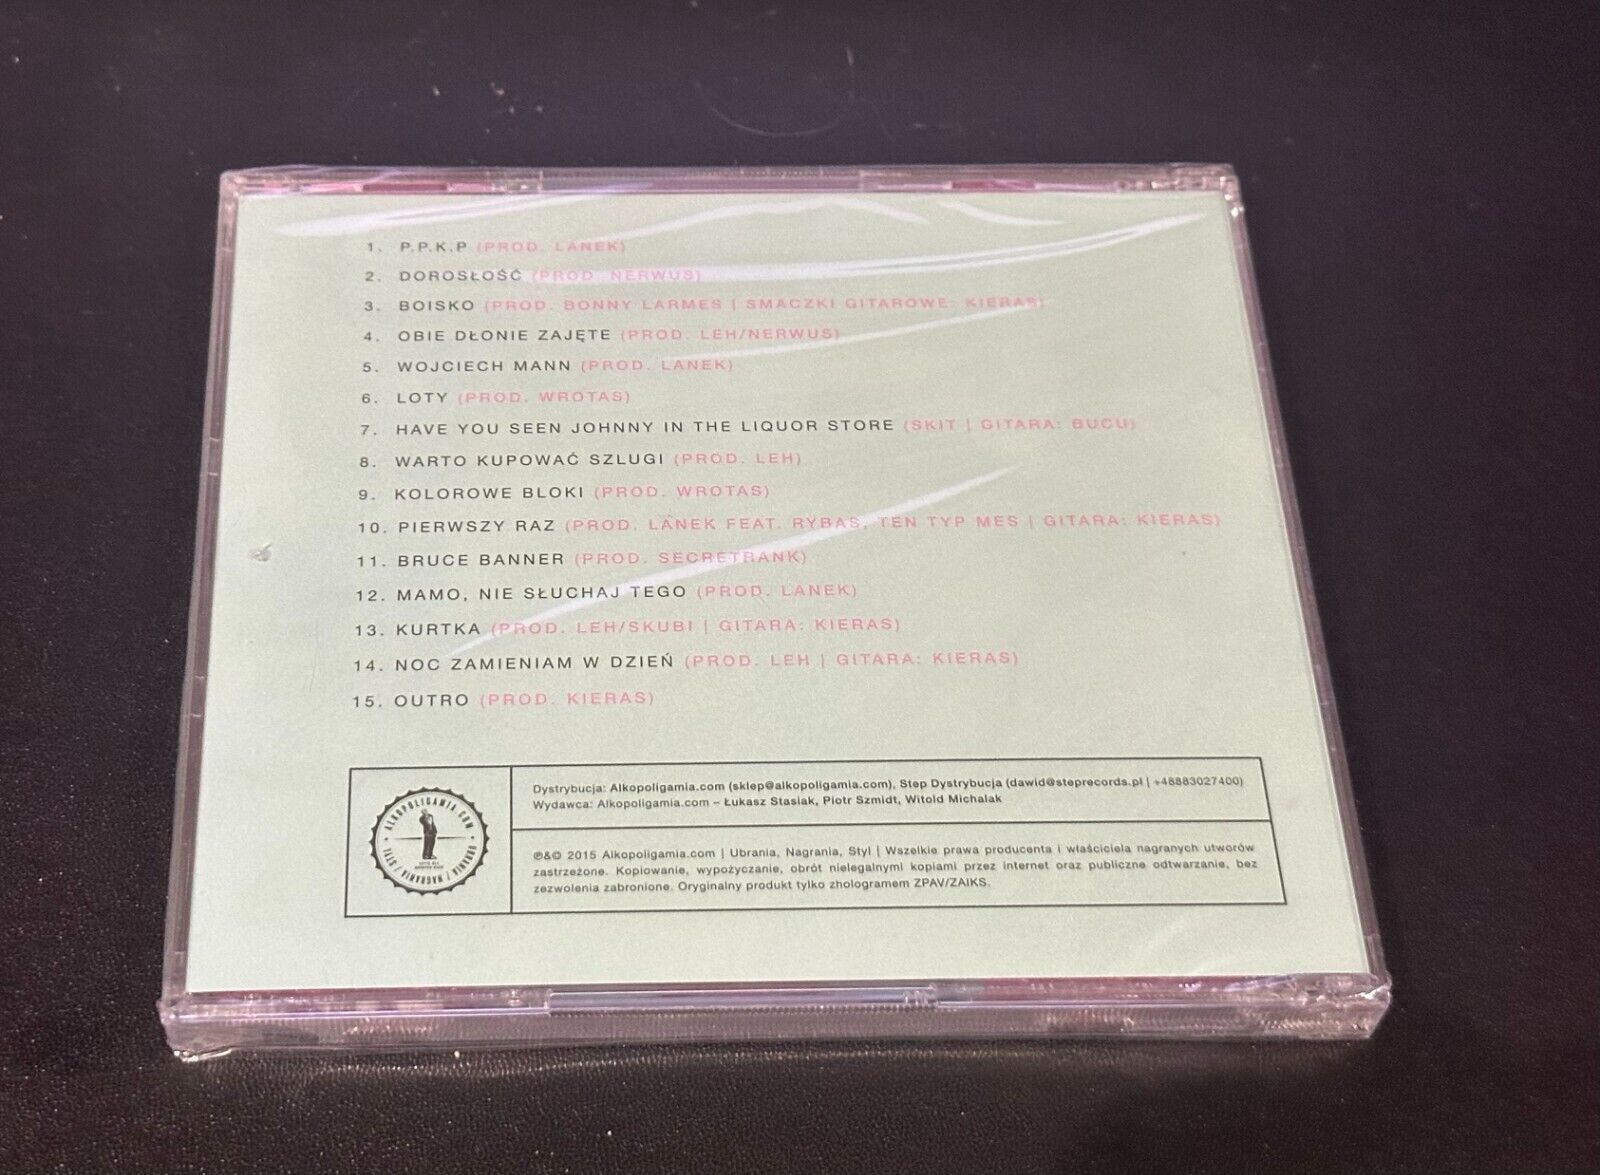 1. P.P.K.P (PROD. LANEK)
2. DOROSŁOŚĆ (PROD. NERWUS)
3. BOISKO (PROD. BONNY LARMES | SMACZKI GITAROWE: KIERAS)
4. OBIE DŁONIE ZAJĘTE (PROD. LEH/NERWUS)
5. WOJCIECH MANN (PROD. LANEK)
6. LOTY (PROD. WROTAS)
7. HAVE YOU SEEN JOHNNY IN THE LIQUOR STORE (SKIT | GITARA: BUCU)
8. WARTO KUPOWAĆ SZLUGI (PROD. LEH)
9. KOLOROWE BLOKI (PROD. WROTAS)
10. PIERWSZY RAZ (PROD. LANEK FEAT. RYBAS, TEN TYP MES | GITARA: KIERAS)
11. BRUCE BANNER (PROD. SECRETRANK)
12. MAMO, NIE SŁUCHAJ TEGO (PROD. LANEK)
13. KURTKA (PROD. LEH/SKUBI | GITARA: KIERAS)
14. NOC ZAMIENIAM W DZIEŃ (PROD. LEH | GITARA: KIERAS)
15. OUTRO (PROD. KIERAS)
ALKOPOLIGAMIA.COM
UBRANIA / NAGRANIA / STYL
Dystrybucja: Alkopoligamia.com (sklep@alkopoligamia.com), Step Dystrybucja (dawid@steprecords.pl | +48883027400)
Wydawca: Alkopoligamia.com – Łukasz Stasiak, Piotr Szmidt, Witold Michalak
℗&© 2015 Alkopoligamia.com | Ubrania, Nagrania, Styl | Wszelkie prawa producenta i właściciela nagranych utworów
zastrzeżone. Kopiowanie, wypożyczanie, obrót nielegalnymi kopiami przez internet oraz publiczne odtwarzanie, bez
zezwolenia zabronione. Oryginalny produkt tylko zhologramem ZPAV/ZAIKS.